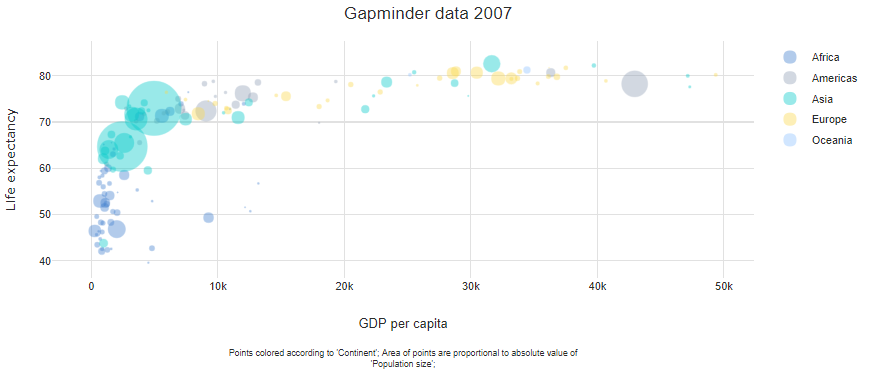 Gapminder data 2007
Life expectancy
80
70
60
50
40
0
10k
20k
30k
40k
50k
GDP per capita
Africa
Americas
Asia
Europe
Oceania
Points colored according to 'Continent'; Area of points are proportional to absolute value of
'Population size';